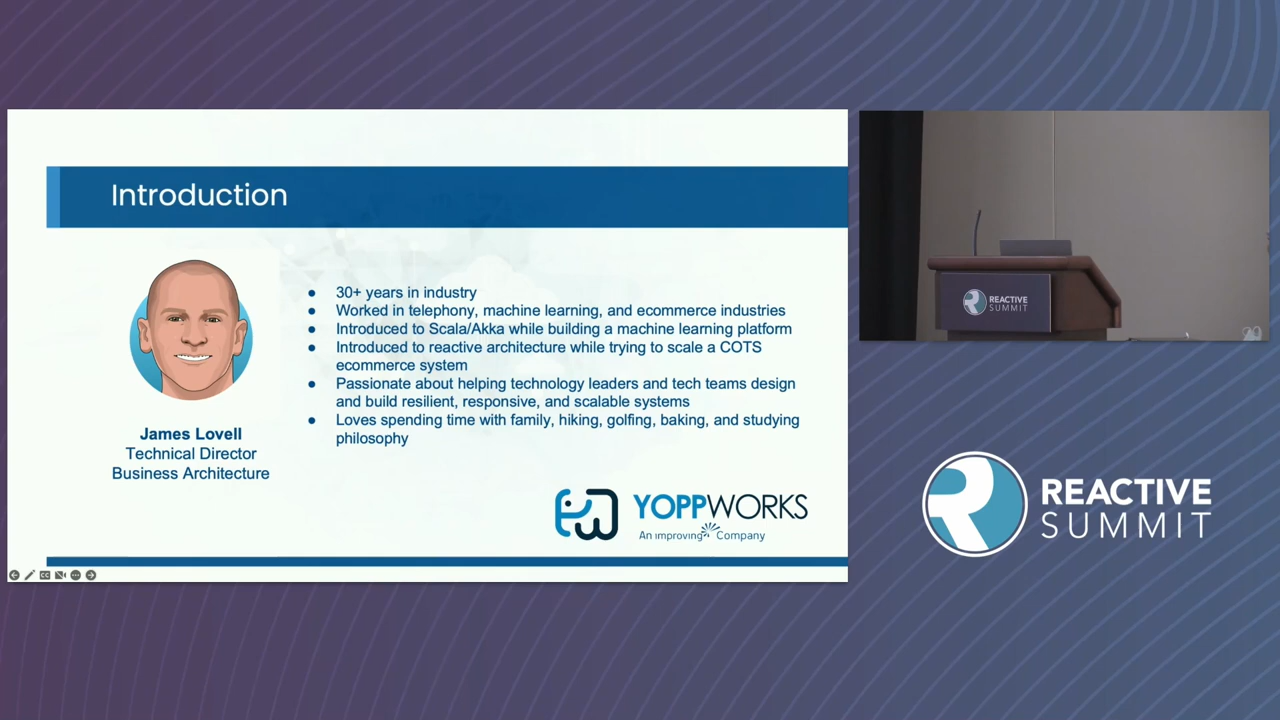 Introduction
30+ years in industry
Worked in telephony, machine learning, and ecommerce industries
Introduced to Scala/Akka while building a machine learning platform
Introduced to reactive architecture while trying to scale a COTS
ecommerce system
Passionate about helping technology leaders and tech teams design
and build resilient, responsive, and scalable systems
Loves spending time with family, hiking, golfing, baking, and studying
philosophy
James Lovell
Technical Director
Business Architecture
YOPPWORKS
An improving Company
CC
REACTIVE
SUMMIT
REACTIVE
SUMMIT